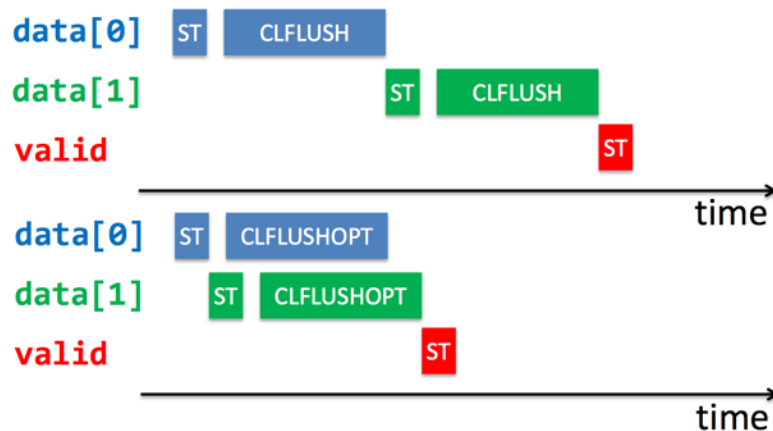 data[0] ST CLFLUSH
data[1] ST CLFLUSH
valid ST
time
data[0] ST CLFLUSHOPT
data[1] ST CLFLUSHOPT
valid ST
time